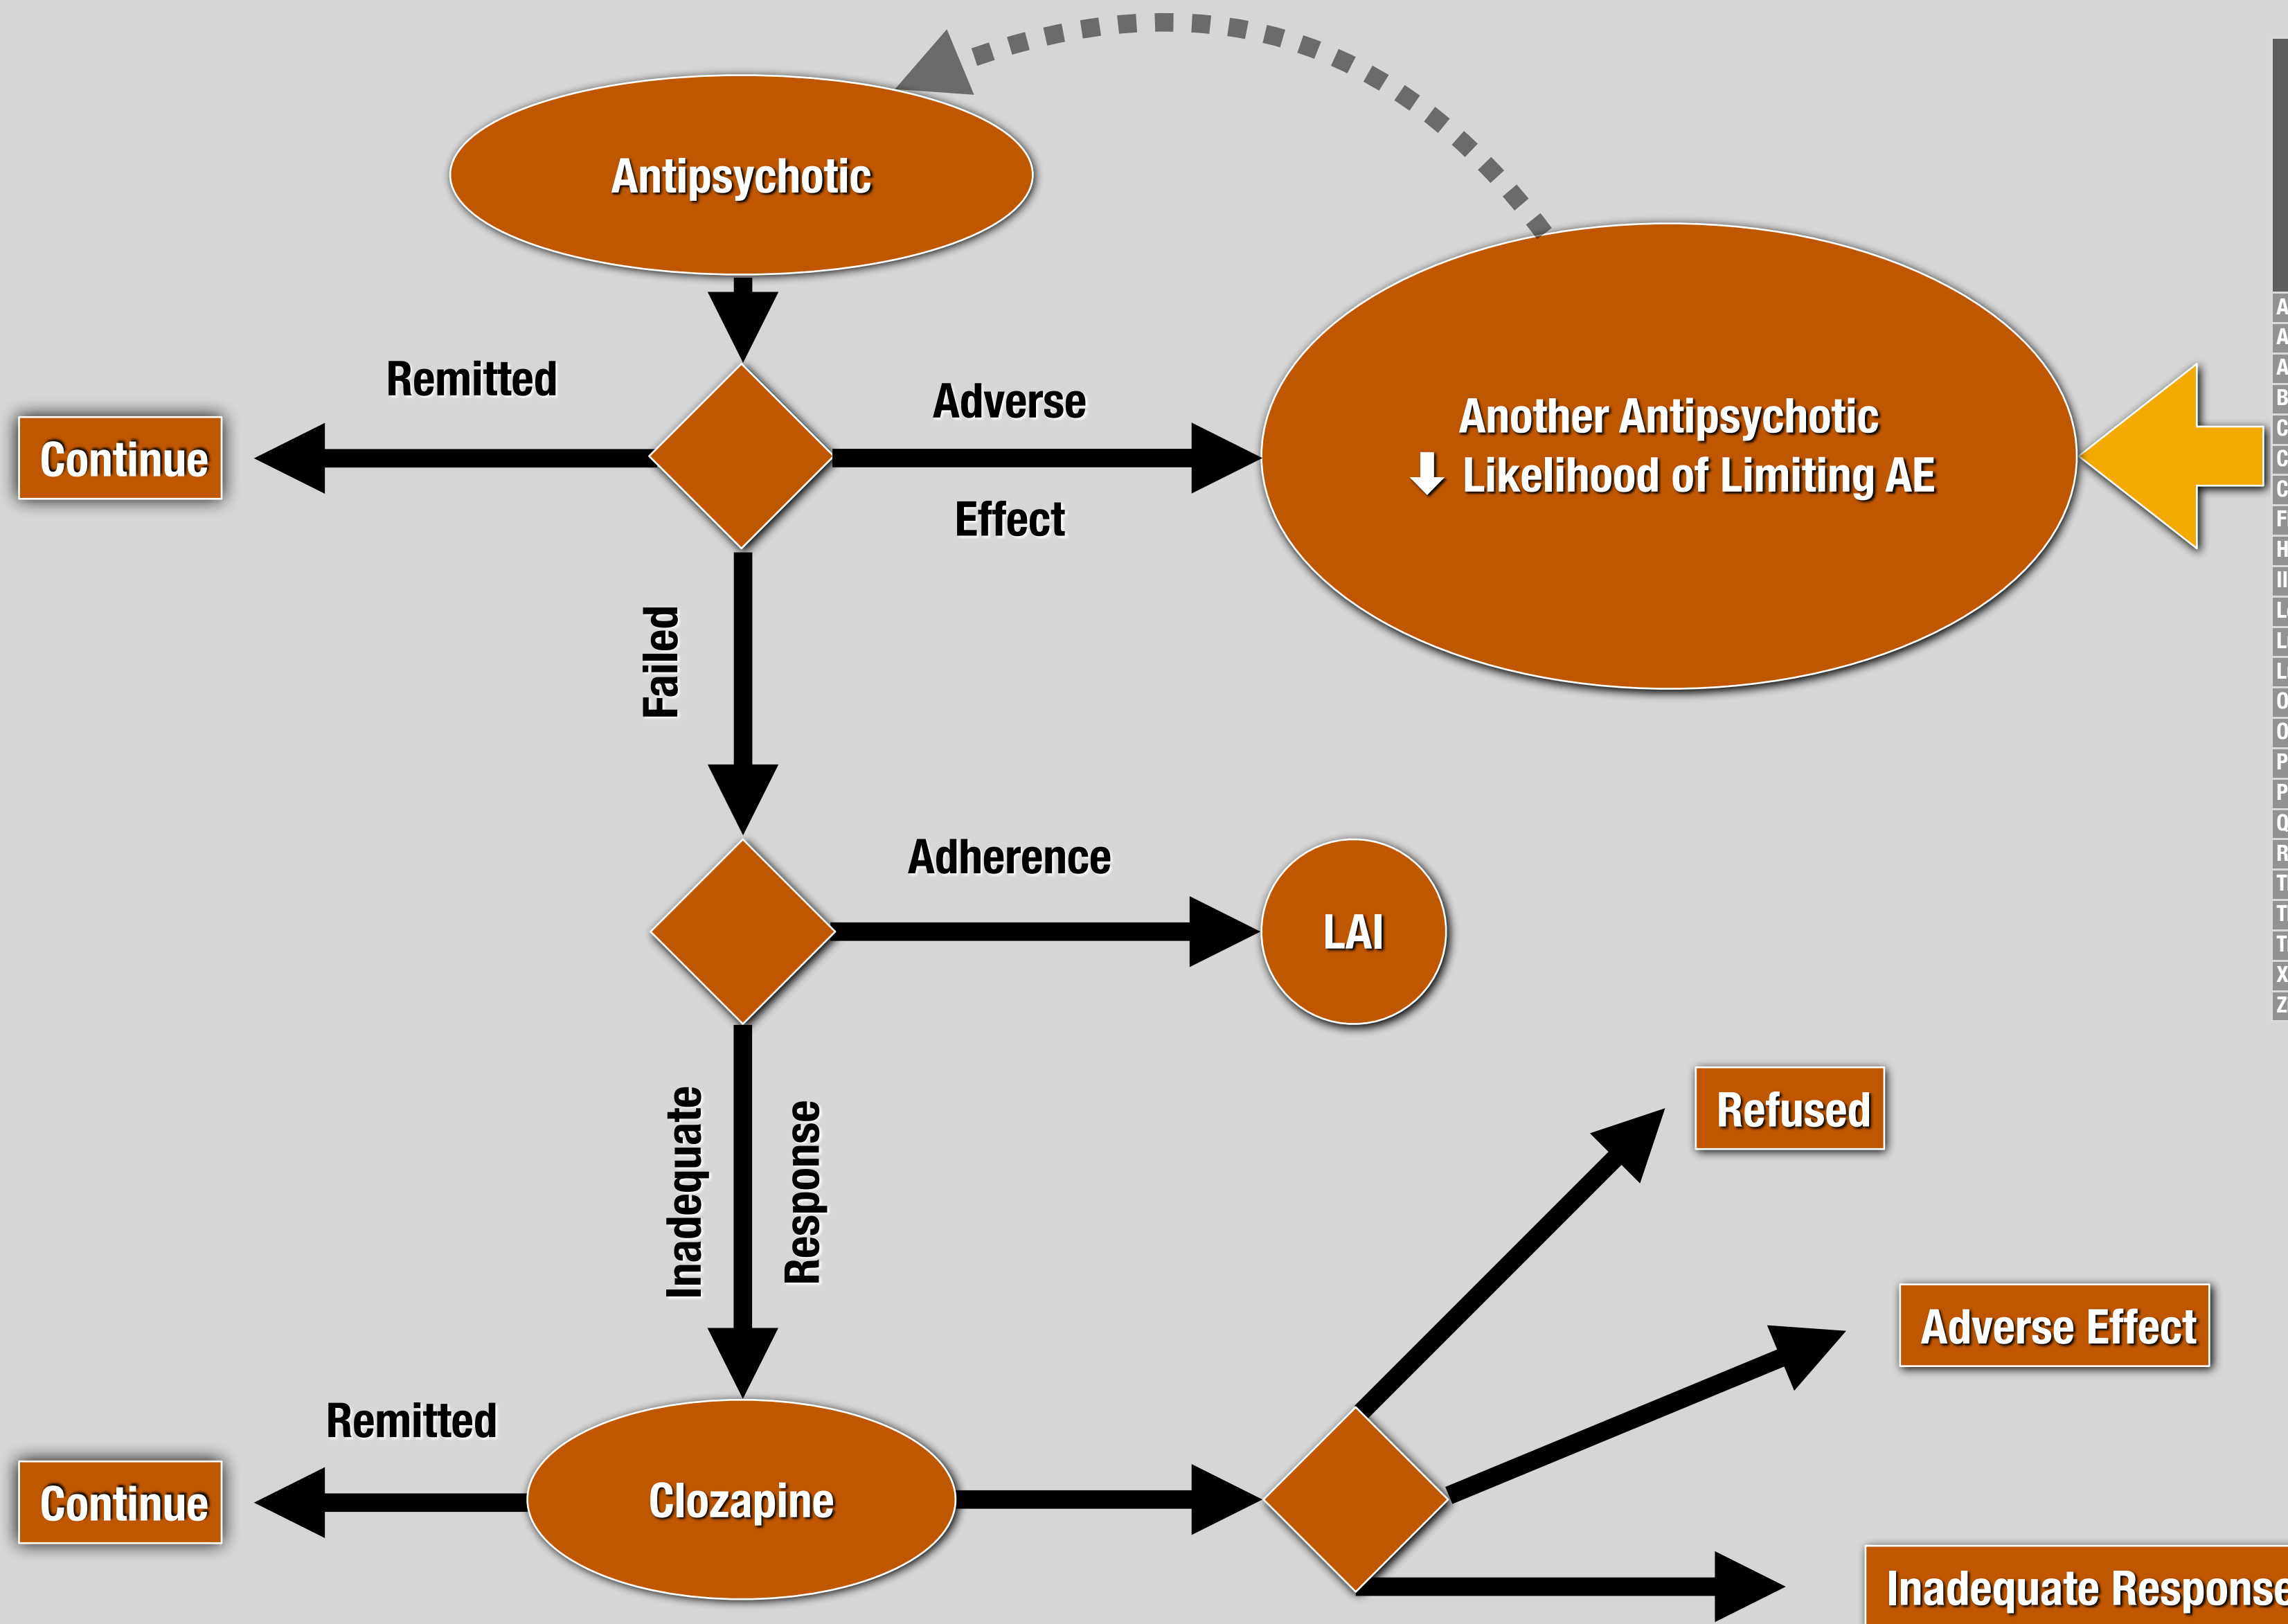 Antipsychotic
Remitted
Adverse
Effect
Continue
Another Antipsychotic
Likelihood of Limiting AE
Failed
Adherence
LAI
Inadequate
Response
Refused
Adverse Effect
Remitted
Continue
Clozapine
Inadequate Response